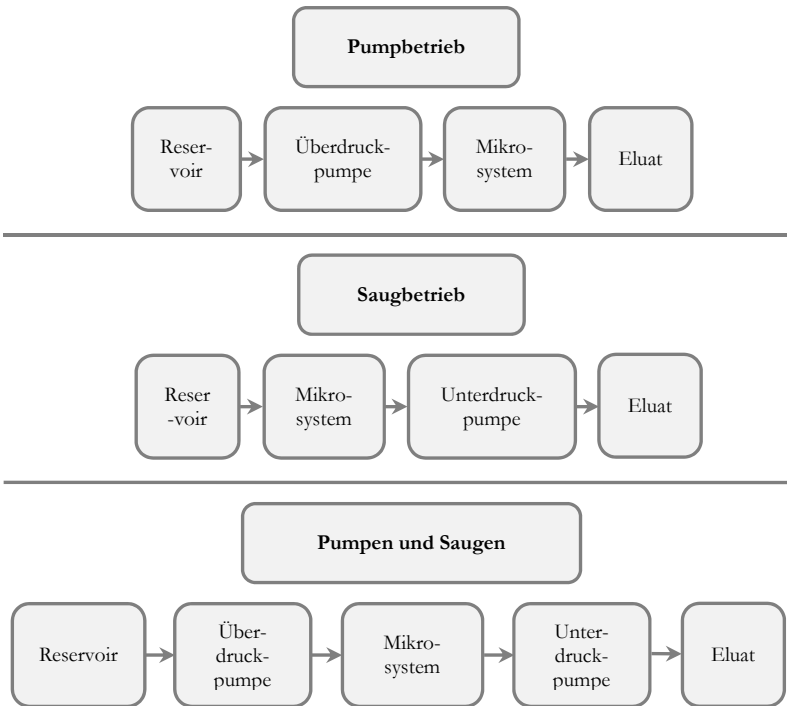 Pumpbetrieb
Reser-
voir
Überdruck-
pumpe
Mikro-
system
Eluat
Saugbetrieb
Reser
-voir
Mikro-
system
Unterdruck-
pumpe
Eluat
Pumpen und Saugen
Reservoir
Über-
druck-
pumpe
Mikro-
system
Unter-
druck-
pumpe
Eluat